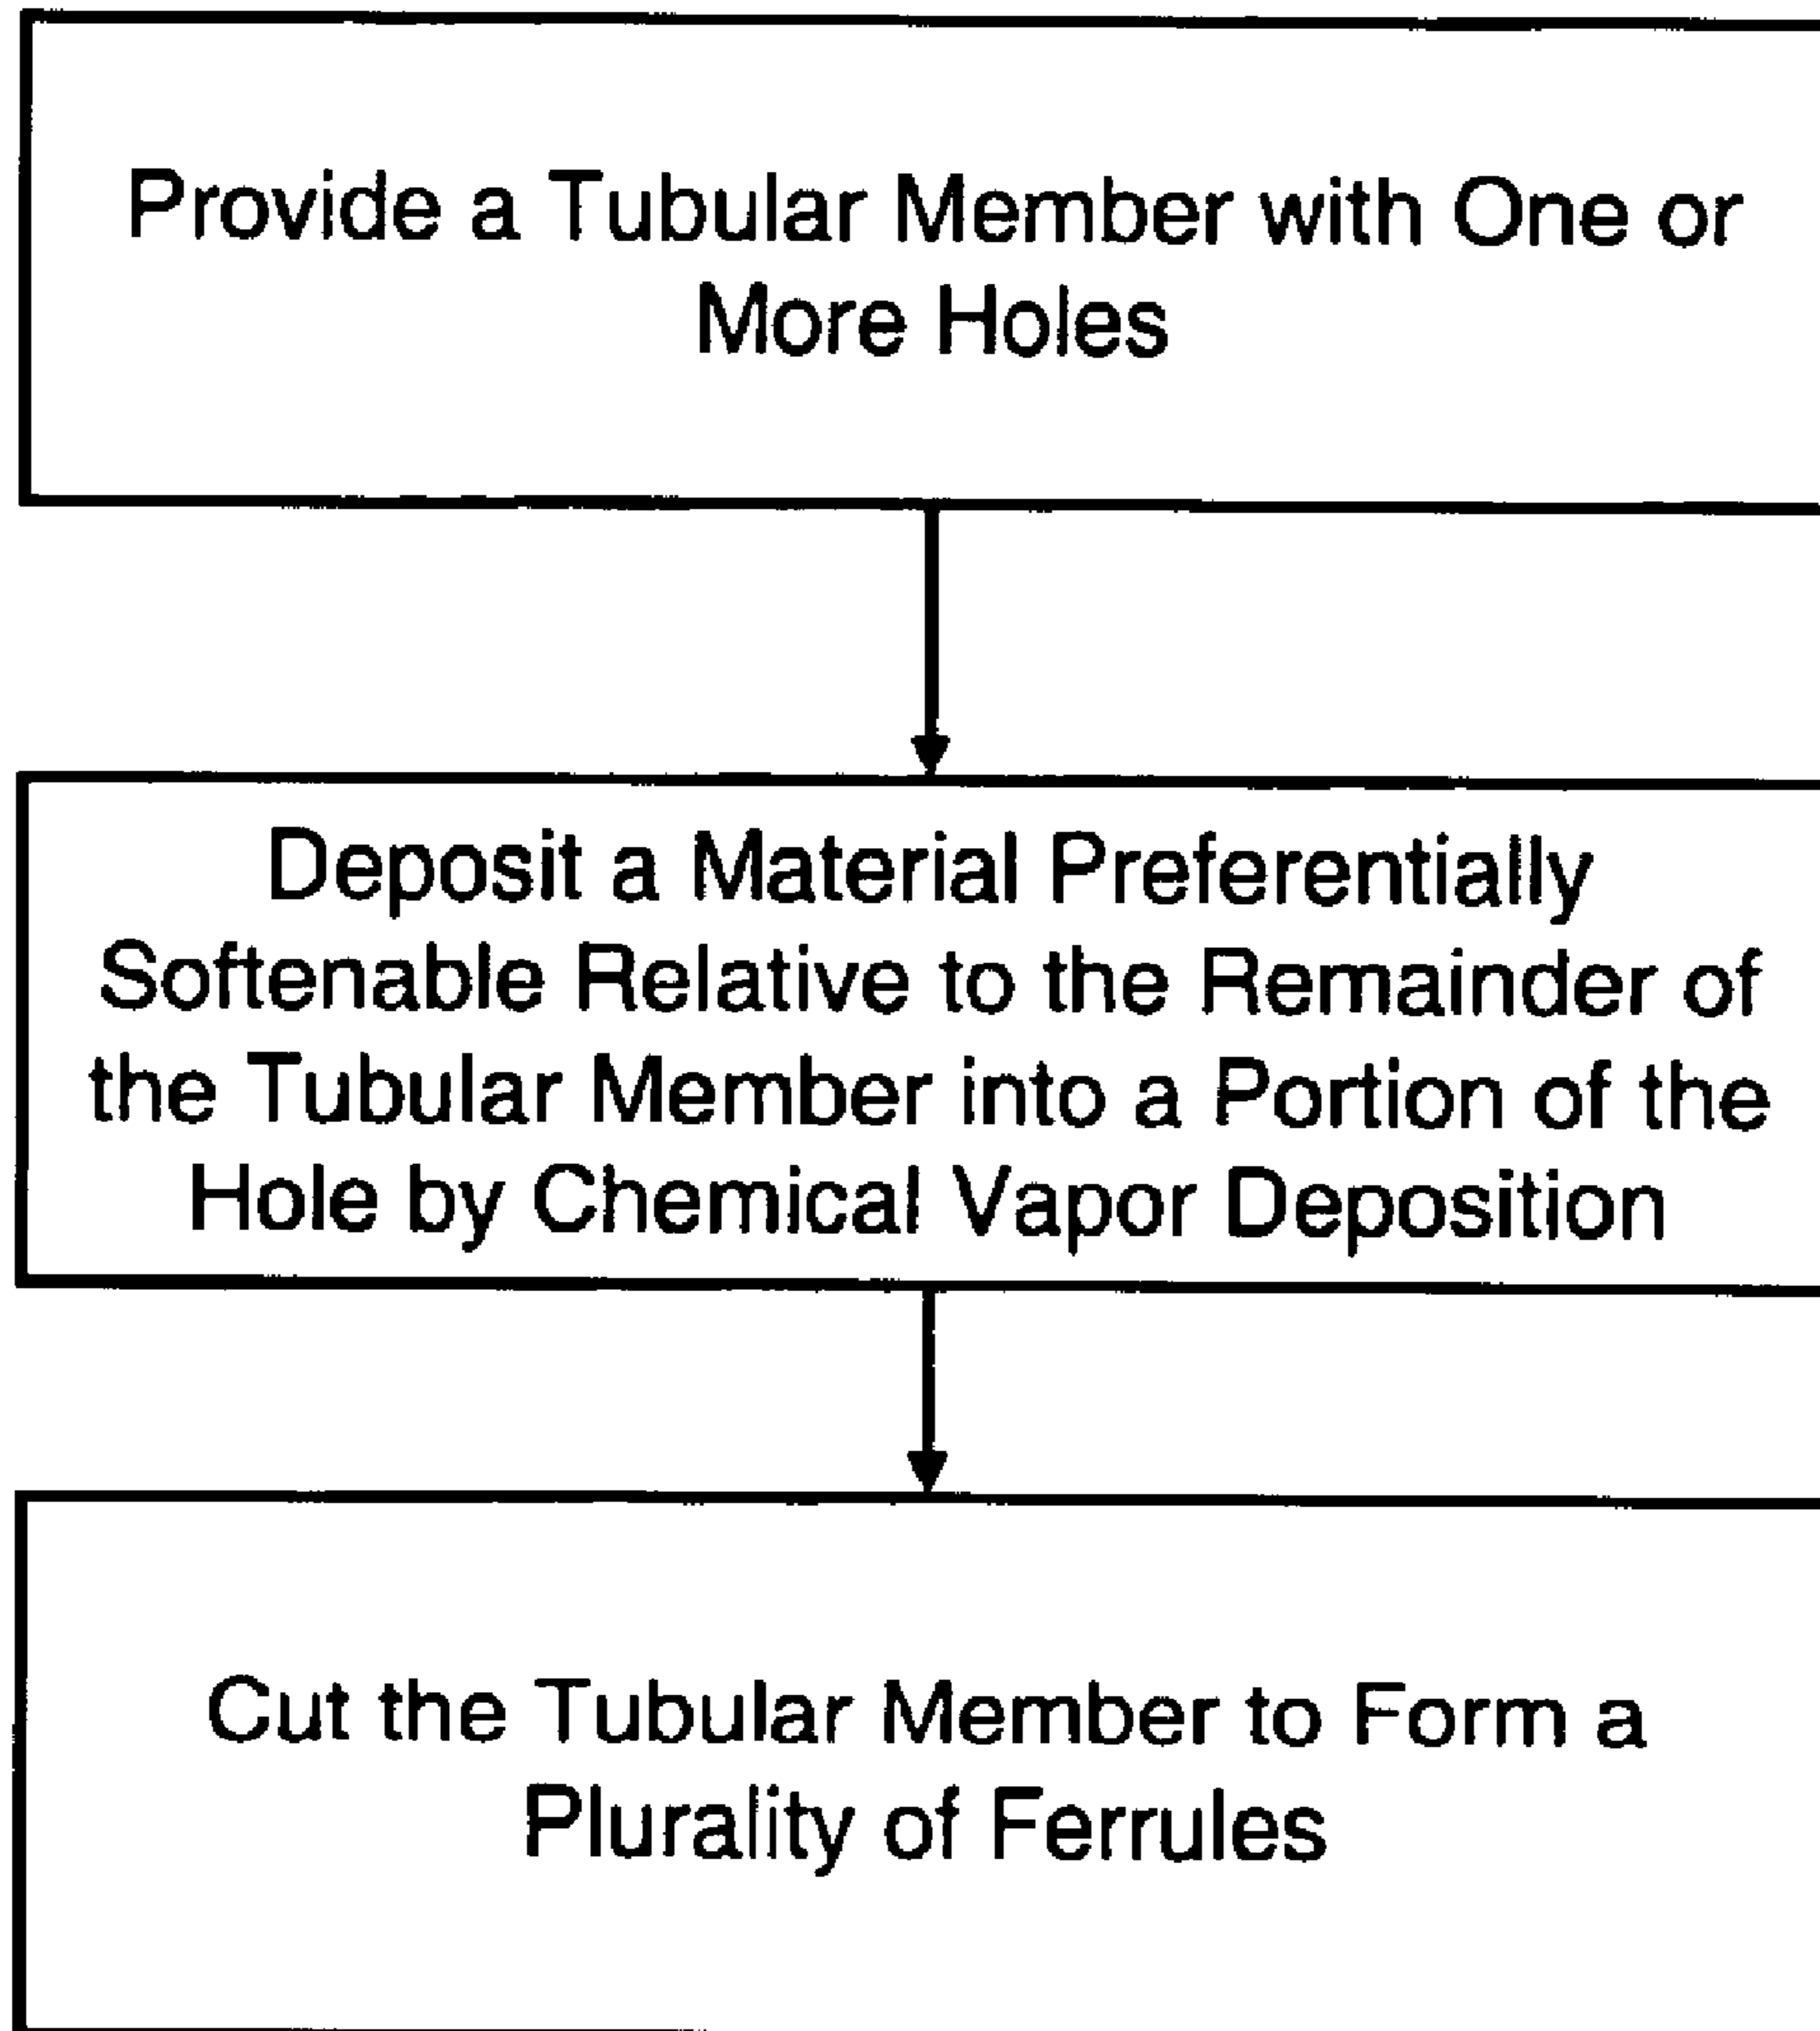 Provide a Tubular Member with One or
More Holes
Deposit a Material Preferentially
Softenable Relative to the Remainder of
the Tubular Member into a Portion of the
Hole by Chemical Vapor Deposition
Cut the Tubular Member to Form a
Plurality of Ferrules